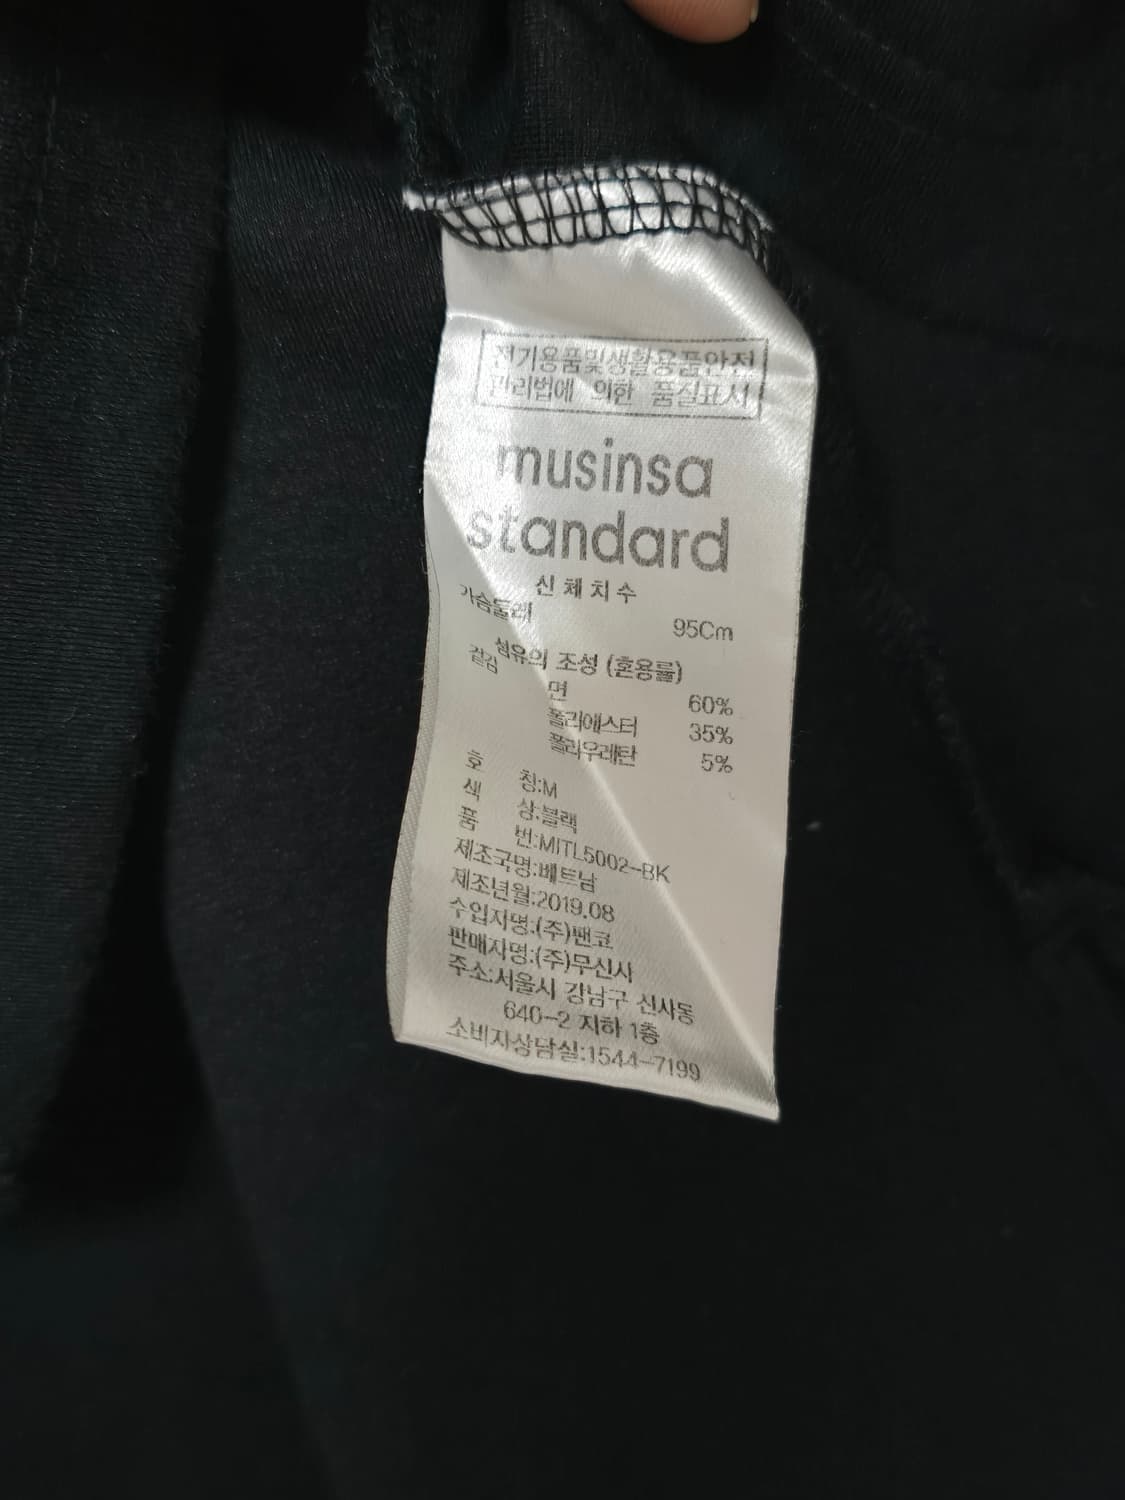 전기용품및생활용품안전
관리법에 의한 품질표시
musinsa
standard
신체치수
가슴둘레 95Cm
섬유의 조성 (혼용률)
겉감
면 60%
폴리에스터 35%
폴리우레탄 5%
호 칭:M
색 상:블랙
품 번:MITL5002-BK
제조국명:베트남
제조년월:2019.08
수입자명:(주)팬코
판매자명:(주)무신사
주소:서울시 강남구 신사동
640-2 지하 1층
소비자상담실:1544-7199